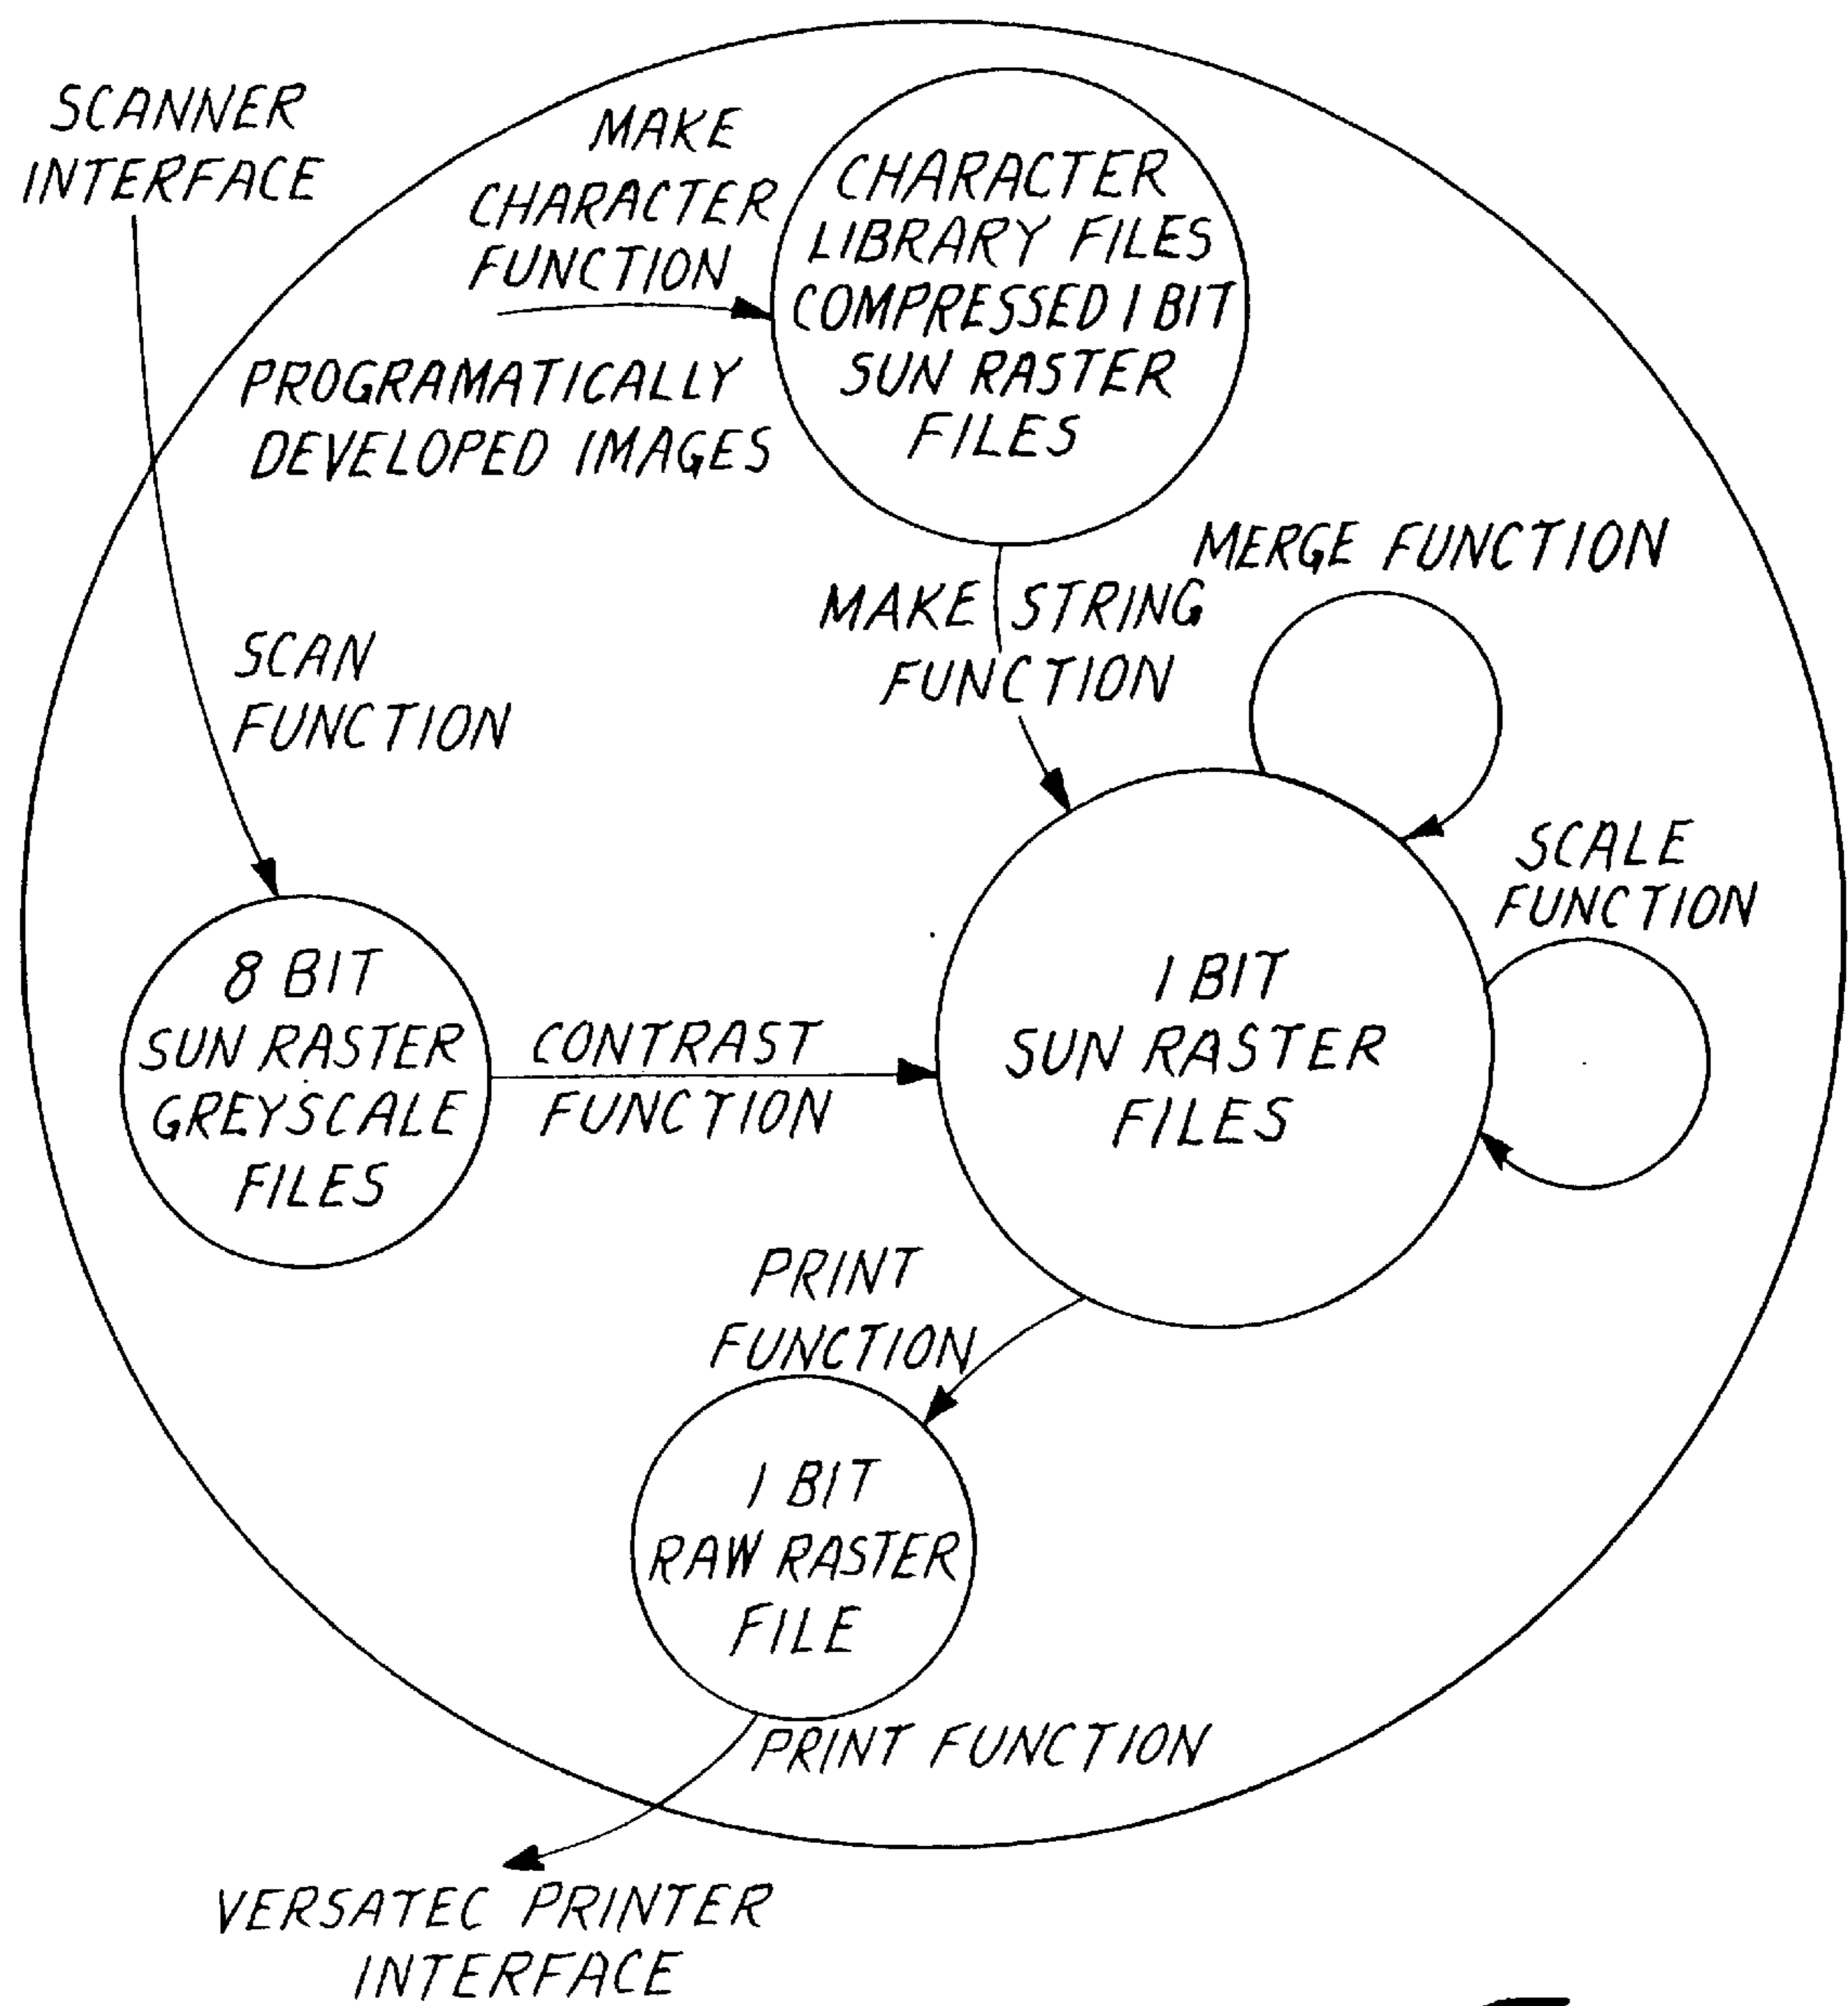 SCANNER
INTERFACE
MAKE
CHARACTER
FUNCTION
PROGRAMATICALLY
DEVELOPED IMAGES
CHARACTER
LIBRARY FILES
COMPRESSED 1 BIT
SUN RASTER
FILES
MERGE FUNCTION
MAKE STRING
FUNCTION
SCAN
FUNCTION
SCALE
FUNCTION
8 BIT
SUN RASTER
GREYSCALE
FILES
CONTRAST
FUNCTION
1 BIT
SUN RASTER
FILES
PRINT
FUNCTION
1 BIT
RAW RASTER
FILE
PRINT FUNCTION
VERSATEC PRINTER
INTERFACE